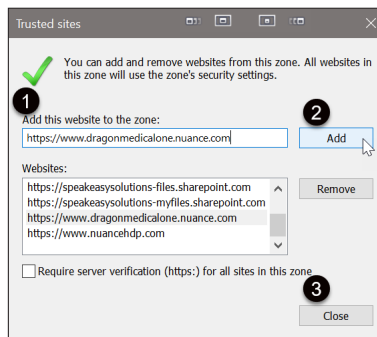 Trusted sites
You can add and remove websites from this zone. All websites in
this zone will use the zone's security settings.
1
Add this website to the zone:
2
https://www.dragonmedicalone.nuance.com
Add
Websites:
https://speakeasysolutions-files.sharepoint.com
https://speakeasysolutions-myfiles.sharepoint.com
https://www.dragonmedicalone.nuance.com
https://www.nuancehdp.com
Remove
Require server verification (https:) for all sites in this zone
3
Close